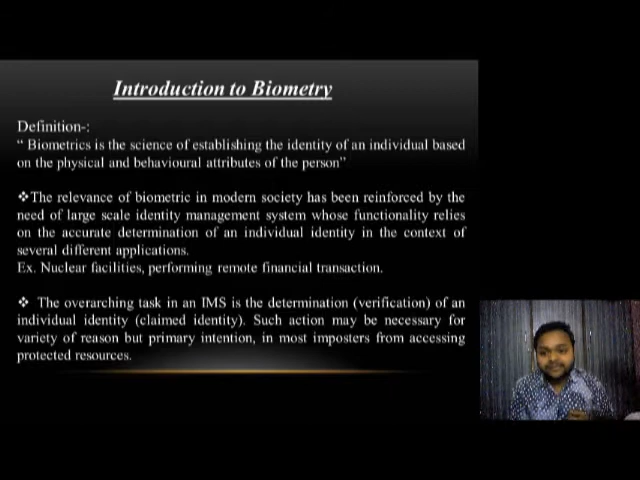 Introduction to Biometry
Definition-:
“ Biometrics is the science of establishing the identity of an individual based
on the physical and behavioural attributes of the person”
❖The relevance of biometric in modern society has been reinforced by the
need of large scale identity management system whose functionality relies
on the accurate determination of an individual identity in the context of
several different applications.
Ex. Nuclear facilities, performing remote financial transaction.
❖ The overarching task in an IMS is the determination (verification) of an
individual identity (claimed identity). Such action may be necessary for
variety of reason but primary intention, in most imposters from accessing
protected resources.